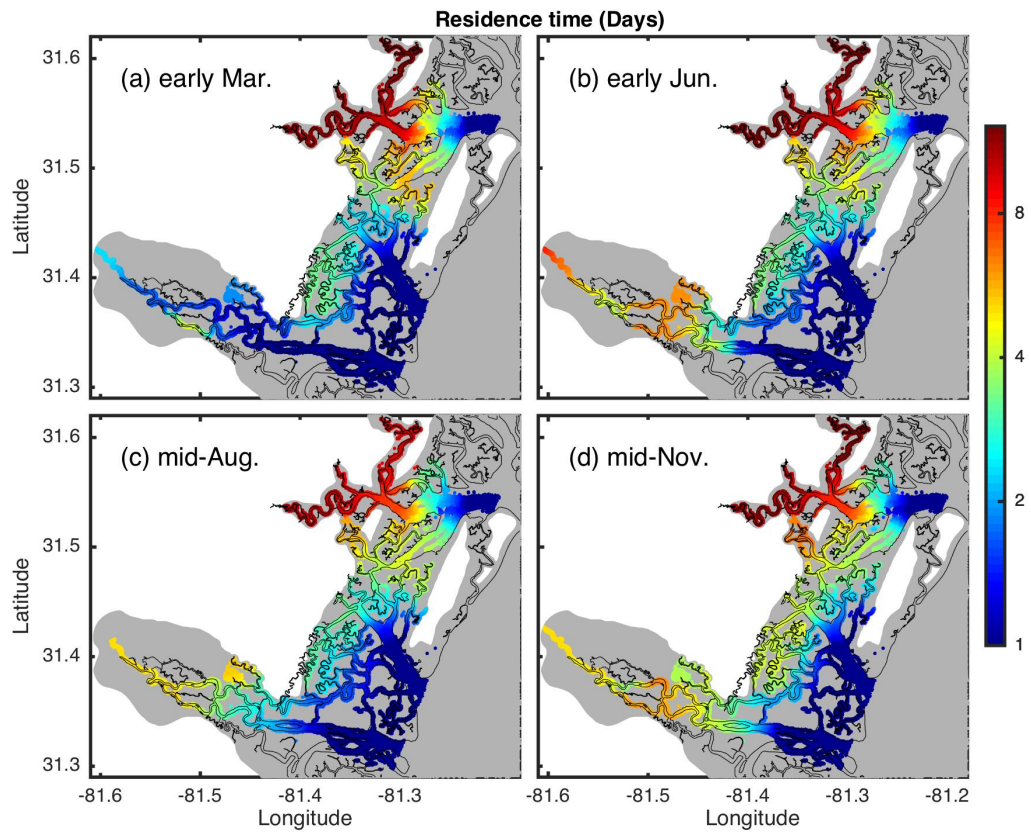 Residence time (Days)
(a) early Mar.
(b) early Jun.
31.6
31.5
31.4
31.3
Latitude
8
4
2
1
(c) mid-Aug.
(d) mid-Nov.
31.6
31.5
31.4
31.3
Latitude
-81.6 -81.5 -81.4 -81.3
-81.6 -81.5 -81.4 -81.3 -81.2
Longitude
Longitude